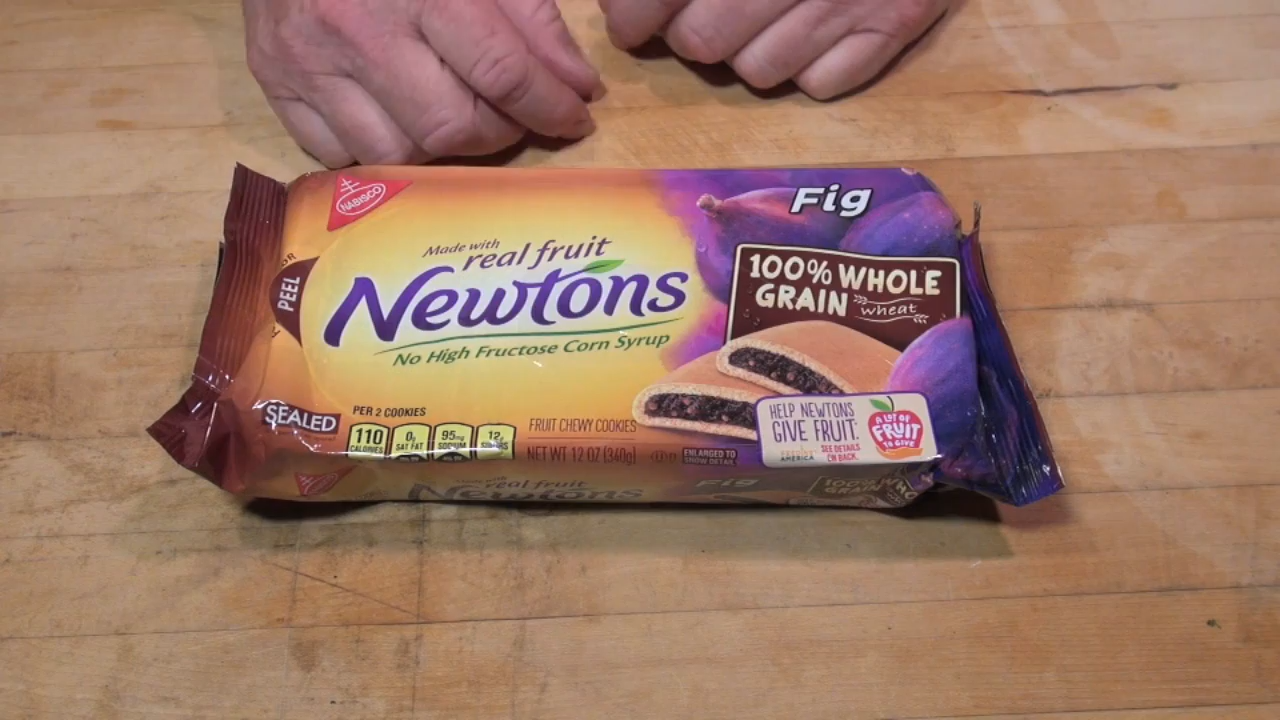 NABISCO
Made with
real fruit
Newtons
No High Fructose Corn Syrup
Fig
100% WHOLE
GRAIN wheat
OR
PEEL
SEALED
PER 2 COOKIES
110
CALORIES
0g
SAT FAT
95mg
SODIUM
12g
SUGARS
FRUIT CHEWY COOKIES
NET WT 12 OZ (340g)
ENLARGED TO
SHOW DETAIL
HELP NEWTONS
GIVE FRUIT.
SEE DETAILS
ON BACK.
AMERICA
A LOT OF
FRUIT
TO GIVE
real fruit
Newtons
Fig
100% WHO
GRAIN